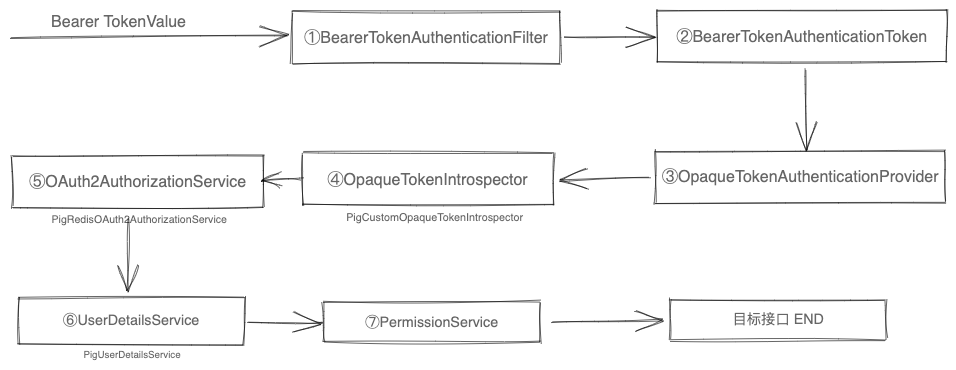 Bearer TokenValue
①BearerTokenAuthenticationFilter
②BearerTokenAuthenticationToken
③OpaqueTokenAuthenticationProvider
④OpaqueTokenIntrospector
PigCustomOpaqueTokenIntrospector
⑤OAuth2AuthorizationService
PigRedisOAuth2AuthorizationService
⑥UserDetailsService
PigUserDetailsService
⑦PermissionService
目标接口 END